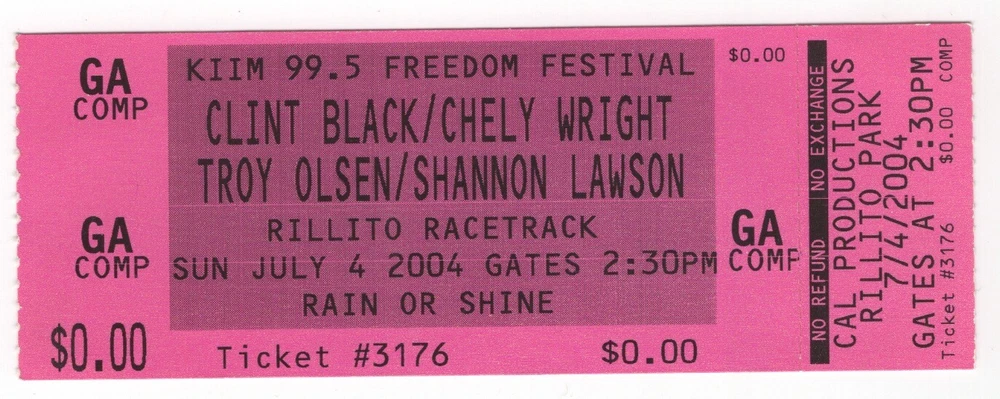 GA
COMP
GA
COMP
$0.00
KIIM 99.5 FREEDOM FESTIVAL
CLINT BLACK/CHELY WRIGHT
TROY OLSEN/SHANNON LAWSON
RILLITO RACETRACK
SUN JULY 4 2004 GATES 2:30PM
RAIN OR SHINE
Ticket #3176
$0.00
$0.00
GA
COMP
NO REFUND NO EXCHANGE
CAL PRODUCTIONS
RILLITO PARK
7/4/2004
GATES AT 2:30PM
Ticket #3176 $0.00 COMP